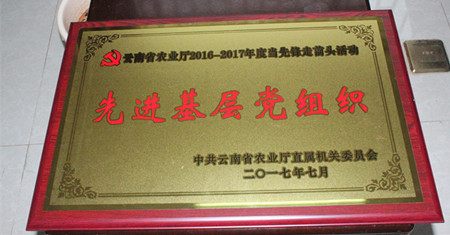 云南省农业厅2016-2017年度当先锋走前头活动
先进基层党组织
中共云南省农业厅直属机关委员会
二〇一七年七月